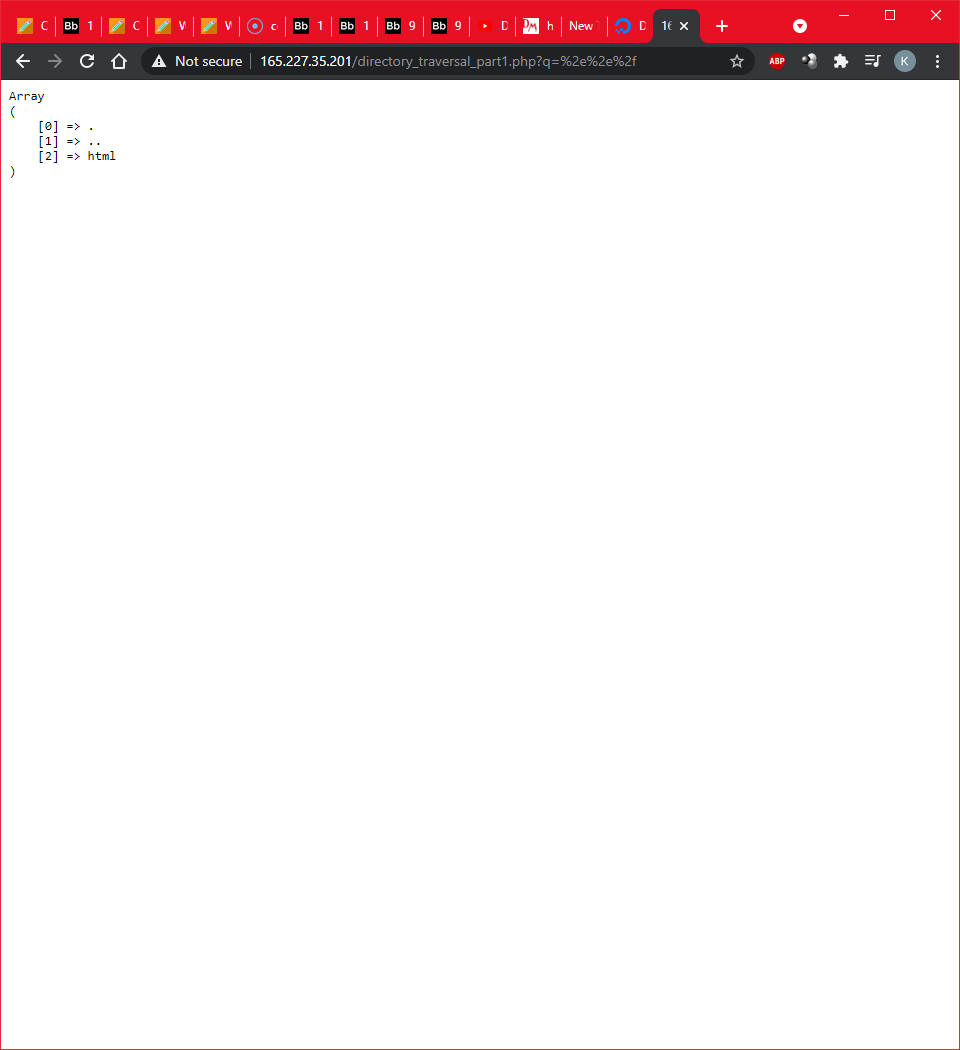 C
Bb 1
C
W
W
c
Bb 1
Bb 1
Bb 9
Bb 9
D
DM h
New
D
16
Not secure 165.227.35.201/directory_traversal_part1.php?q=%2e%2e%2f
ABP
K
Array
(
[0] => .
[1] => ..
[2] => html
)